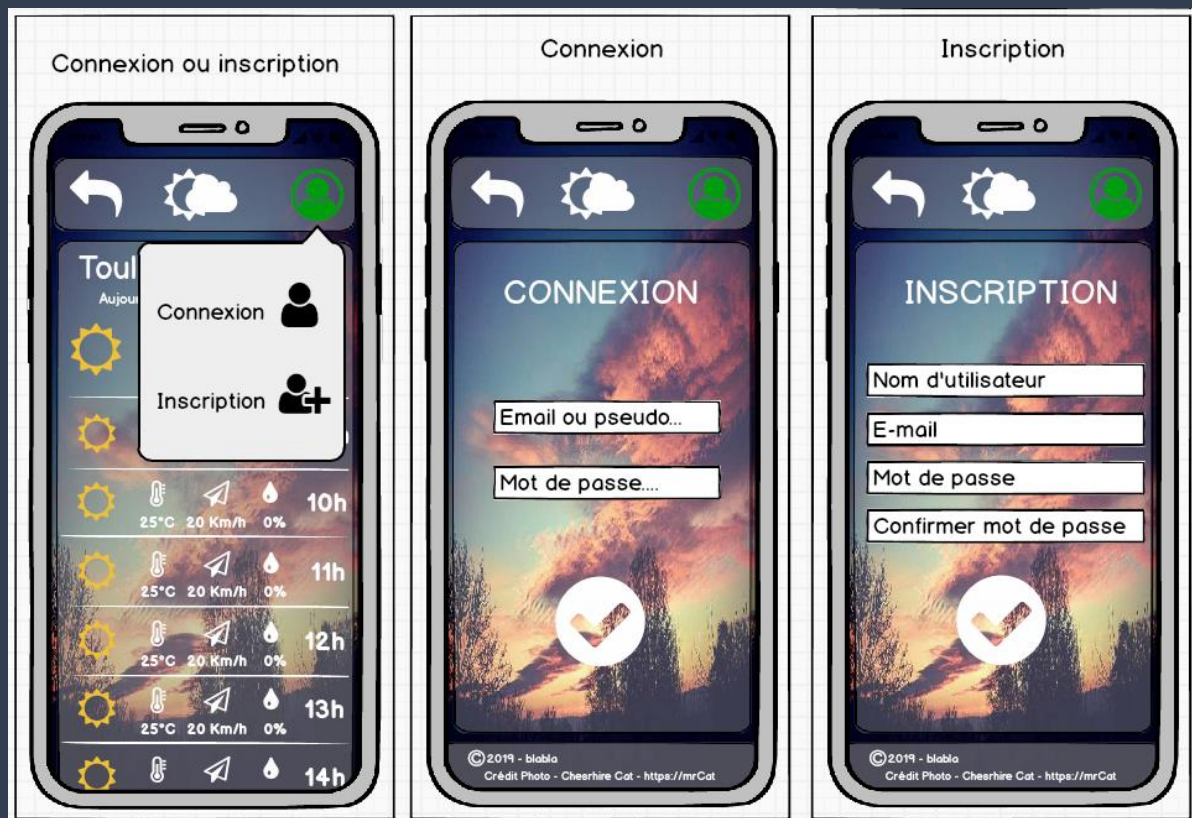 Connexion ou inscription
Toul
Aujour
Connexion
Inscription
10h
25°C 20 Km/h 0%
11h
25°C 20 Km/h 0%
12h
25°C 20 Km/h 0%
13h
25°C 20 Km/h 0%
14h
Connexion
CONNEXION
Email ou pseudo...
Mot de passe....
©2019 - blabla
Crédit Photo - Chesrhire Cat - https://mrCat
Inscription
INSCRIPTION
Nom d'utilisateur
E-mail
Mot de passe
Confirmer mot de passe
©2019 - blabla
Crédit Photo - Chesrhire Cat - https://mrCat